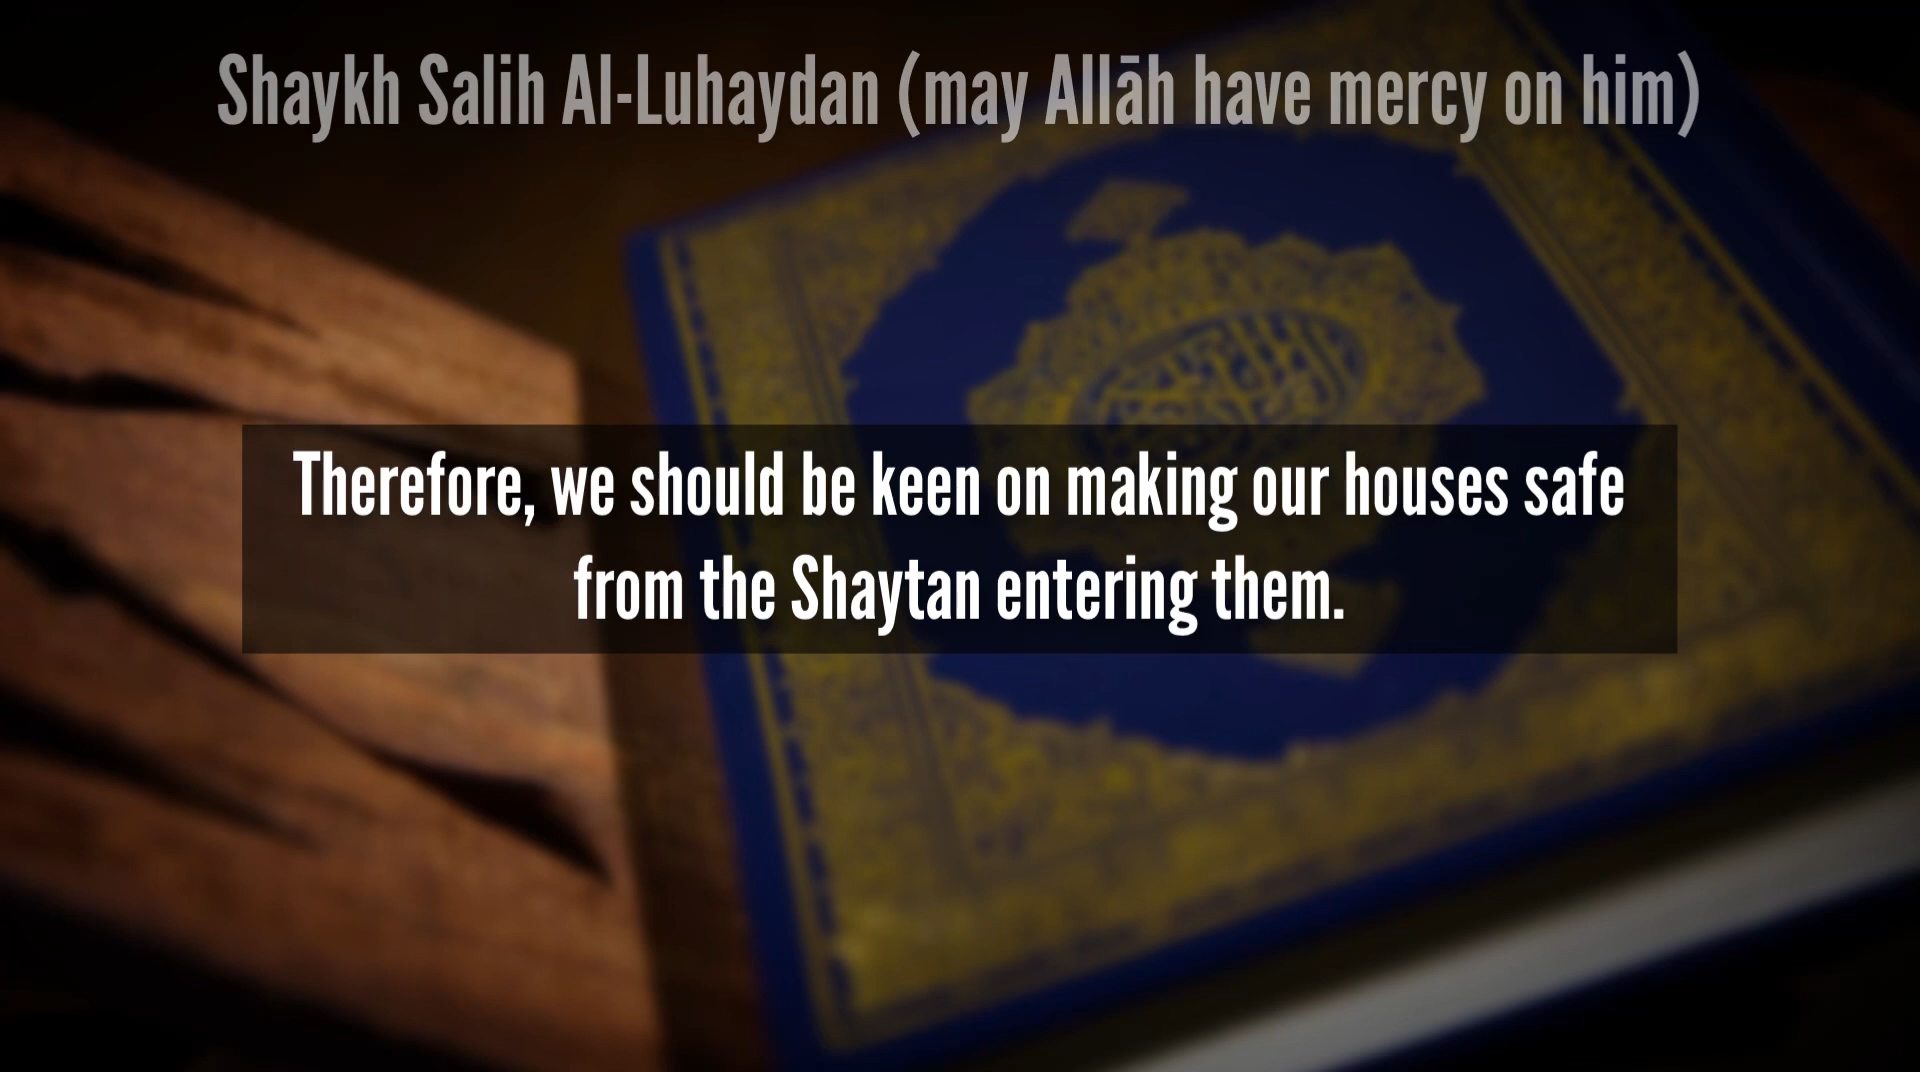 Shaykh Salih Al-Luhaydan (may Allāh have mercy on him)
Therefore, we should be keen on making our houses safe
from the Shaytan entering them.